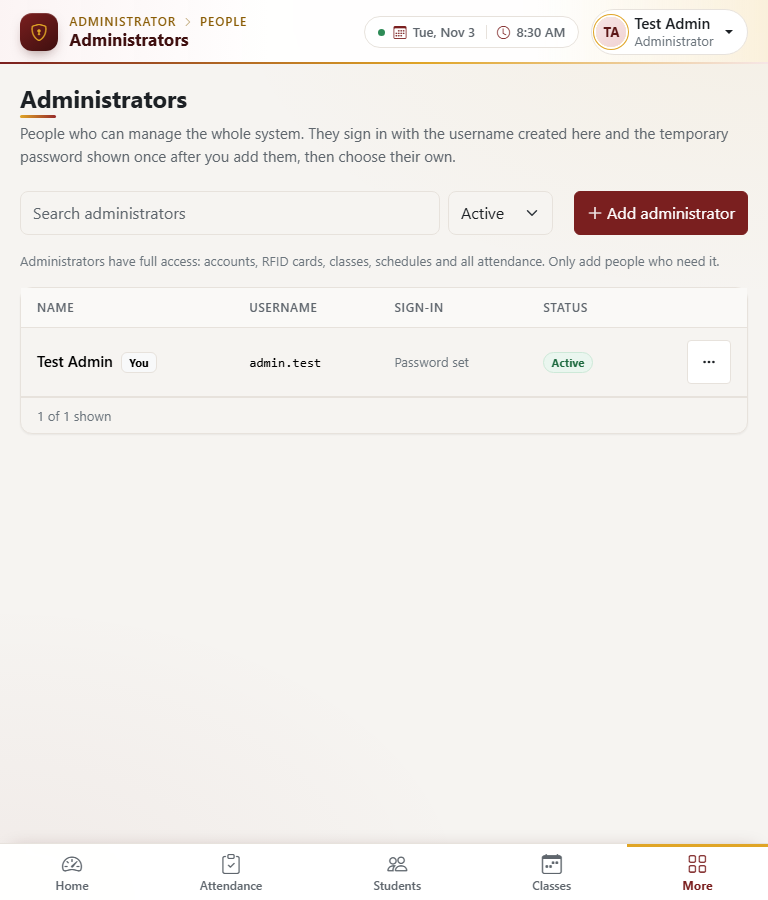 ADMINISTRATOR > PEOPLE
Administrators
Tue, Nov 3
8:30 AM
TA
Test Admin
Administrator
Administrators
People who can manage the whole system. They sign in with the username created here and the temporary
password shown once after you add them, then choose their own.
Search administrators
Active
+ Add administrator
Administrators have full access: accounts, RFID cards, classes, schedules and all attendance. Only add people who need it.
NAME USERNAME SIGN-IN STATUS
Test Admin You admin.test Password set Active ...
1 of 1 shown
Home Attendance Students Classes More